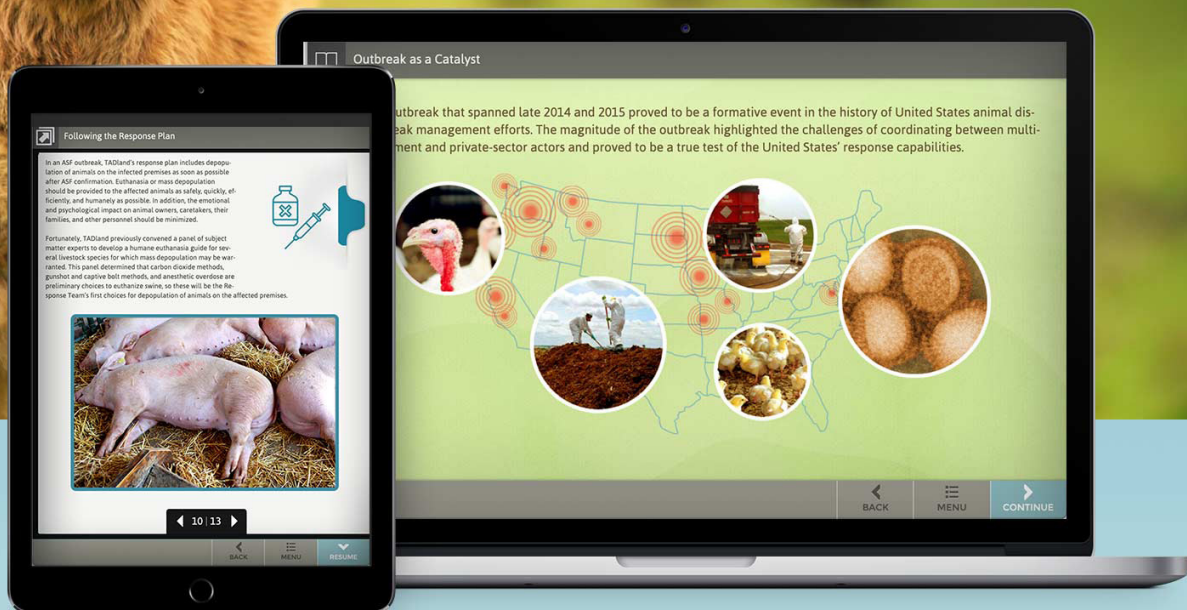 Following the Response Plan
In an ASF outbreak, TADland's response plan includes depopu-
lation of animals on the infected premises as soon as possible
after ASF confirmation. Euthanasia or mass depopulation
should be provided to the affected animals as safely, quickly, ef-
ficiently, and humanely as possible. In addition, the emotional
and psychological impact on animal owners, caretakers, their
families, and other personnel should be minimized.
Fortunately, TADland previously convened a panel of subject
matter experts to develop a humane euthanasia guide for sev-
eral livestock species for which mass depopulation may be war-
ranted. This panel determined that carbon dioxide methods,
gunshot and captive bolt methods, and anesthetic overdose are
preliminary choices to euthanize swine, so these will be the Re-
sponse Team's first choices for depopulation of animals on the affected premises.
10 | 13
BACK
MENU
RESUME
Outbreak as a Catalyst
utbreak that spanned late 2014 and 2015 proved to be a formative event in the history of United States animal dis-
eak management efforts. The magnitude of the outbreak highlighted the challenges of coordinating between multi-
ment and private-sector actors and proved to be a true test of the United States' response capabilities.
BACK
MENU
CONTINUE